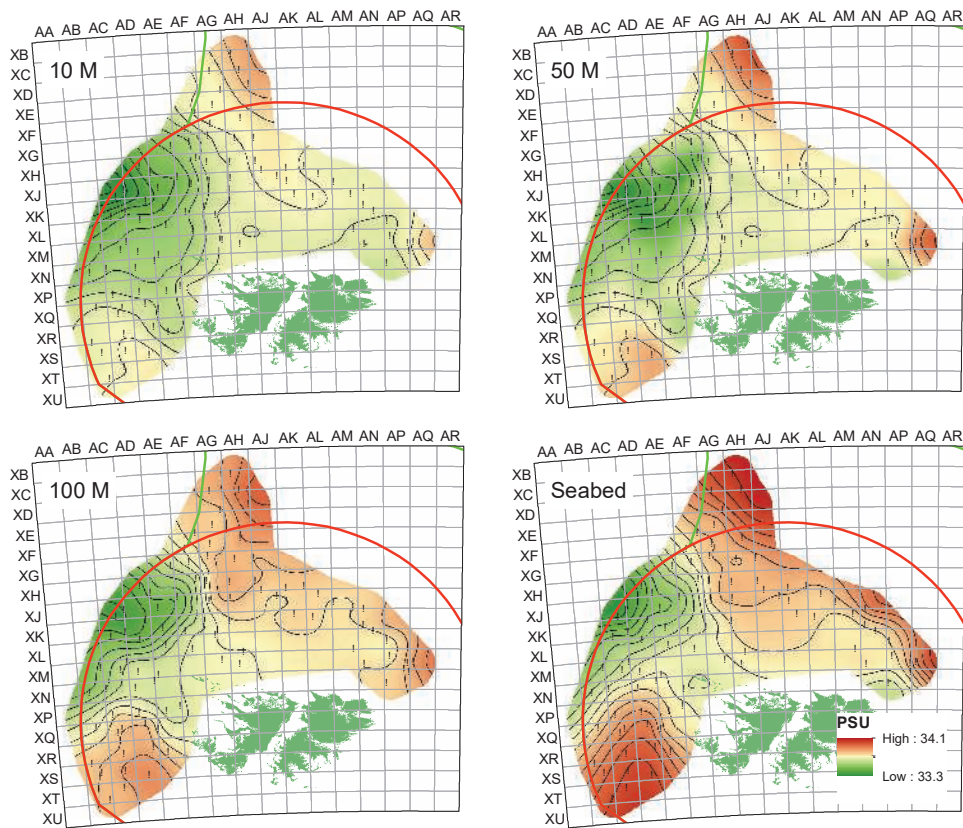 AA AB AC AD AE AF AG AH AJ AK AL AM AN AP AQ AR
XB
XC
XD
XE
XF
XG
XH
XJ
XK
XL
XM
XN
XP
XQ
XR
XS
XT
XU
10 M
AA AB AC AD AE AF AG AH AJ AK AL AM AN AP AQ AR
XB
XC
XD
XE
XF
XG
XH
XJ
XK
XL
XM
XN
XP
XQ
XR
XS
XT
XU
50 M
AA AB AC AD AE AF AG AH AJ AK AL AM AN AP AQ AR
XB
XC
XD
XE
XF
XG
XH
XJ
XK
XL
XM
XN
XP
XQ
XR
XS
XT
XU
100 M
AA AB AC AD AE AF AG AH AJ AK AL AM AN AP AQ AR
XB
XC
XD
XE
XF
XG
XH
XJ
XK
XL
XM
XN
XP
XQ
XR
XS
XT
XU
Seabed
PSU
High : 34.1
Low : 33.3